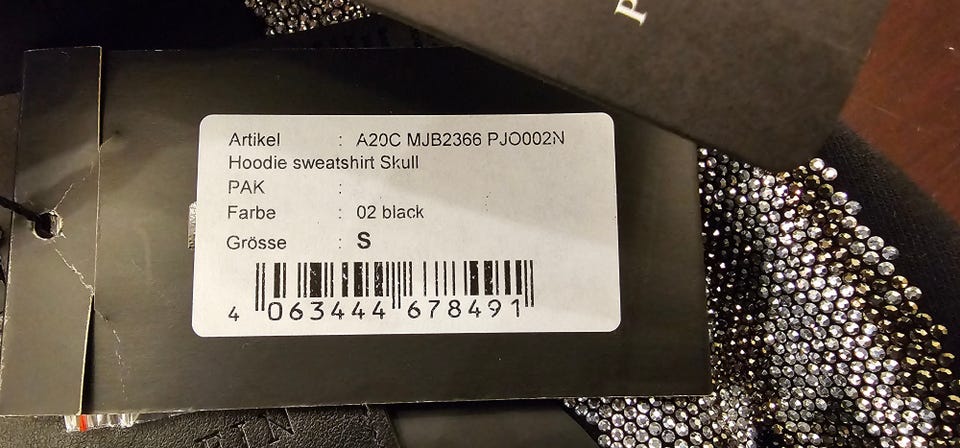 P
Artikel : A20C MJB2366 PJO002N
Hoodie sweatshirt Skull
PAK :
Farbe : 02 black
Grösse : S
4 063444 678491